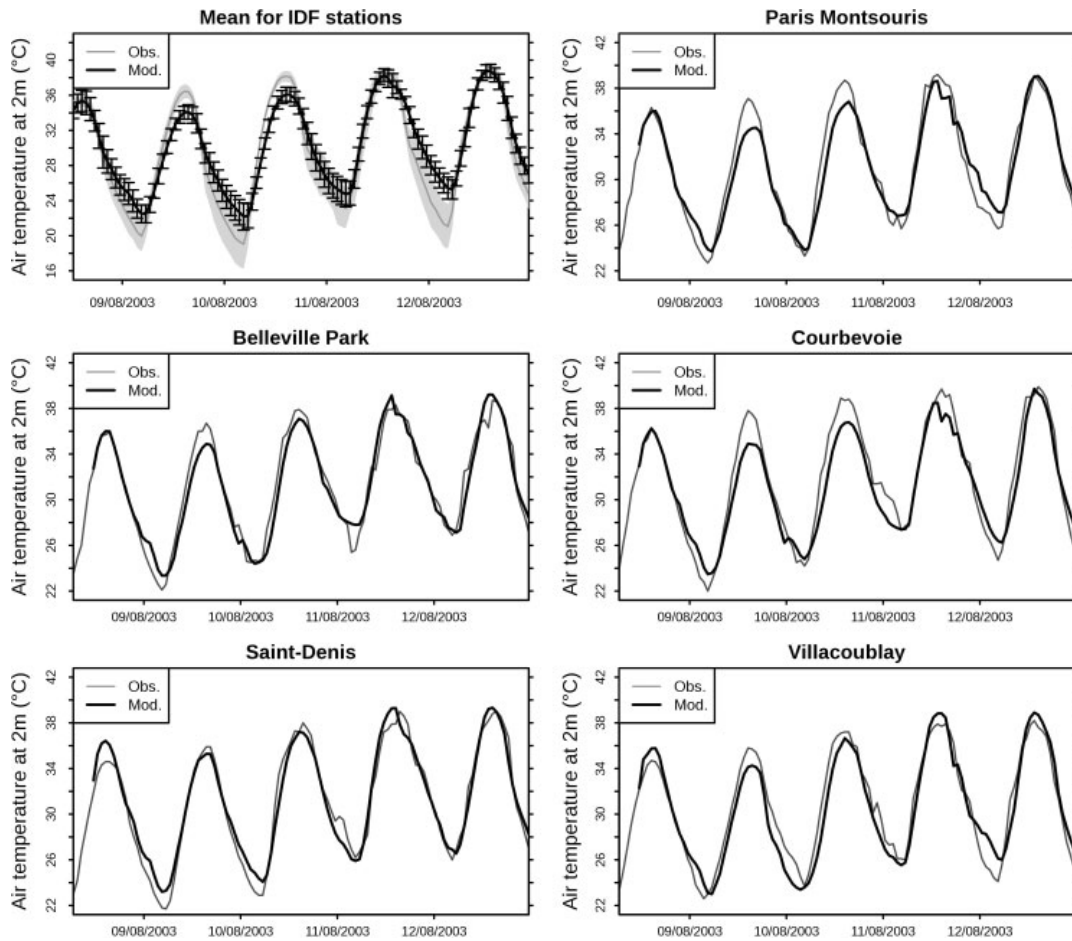 Mean for IDF stations
Obs.
Mod.
Air temperature at 2m (°C)
16 20 24 28 32 36 40
09/08/2003 10/08/2003 11/08/2003 12/08/2003
Paris Montsouris
Obs.
Mod.
Air temperature at 2m (°C)
22 26 30 34 38 42
09/08/2003 10/08/2003 11/08/2003 12/08/2003
Belleville Park
Obs.
Mod.
Air temperature at 2m (°C)
22 26 30 34 38 42
09/08/2003 10/08/2003 11/08/2003 12/08/2003
Courbevoie
Obs.
Mod.
Air temperature at 2m (°C)
22 26 30 34 38 42
09/08/2003 10/08/2003 11/08/2003 12/08/2003
Saint-Denis
Obs.
Mod.
Air temperature at 2m (°C)
22 26 30 34 38 42
09/08/2003 10/08/2003 11/08/2003 12/08/2003
Villacoublay
Obs.
Mod.
Air temperature at 2m (°C)
22 26 30 34 38 42
09/08/2003 10/08/2003 11/08/2003 12/08/2003